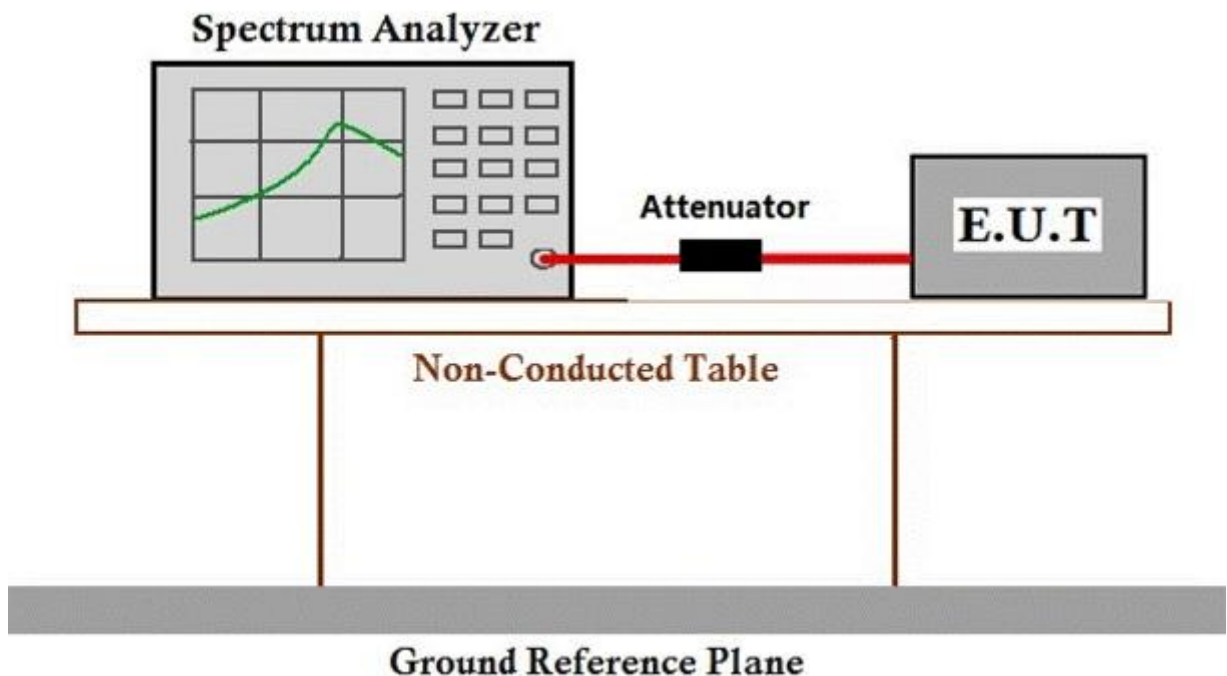 Spectrum Analyzer
Attenuator
E.U.T
Non-Conducted Table
Ground Reference Plane